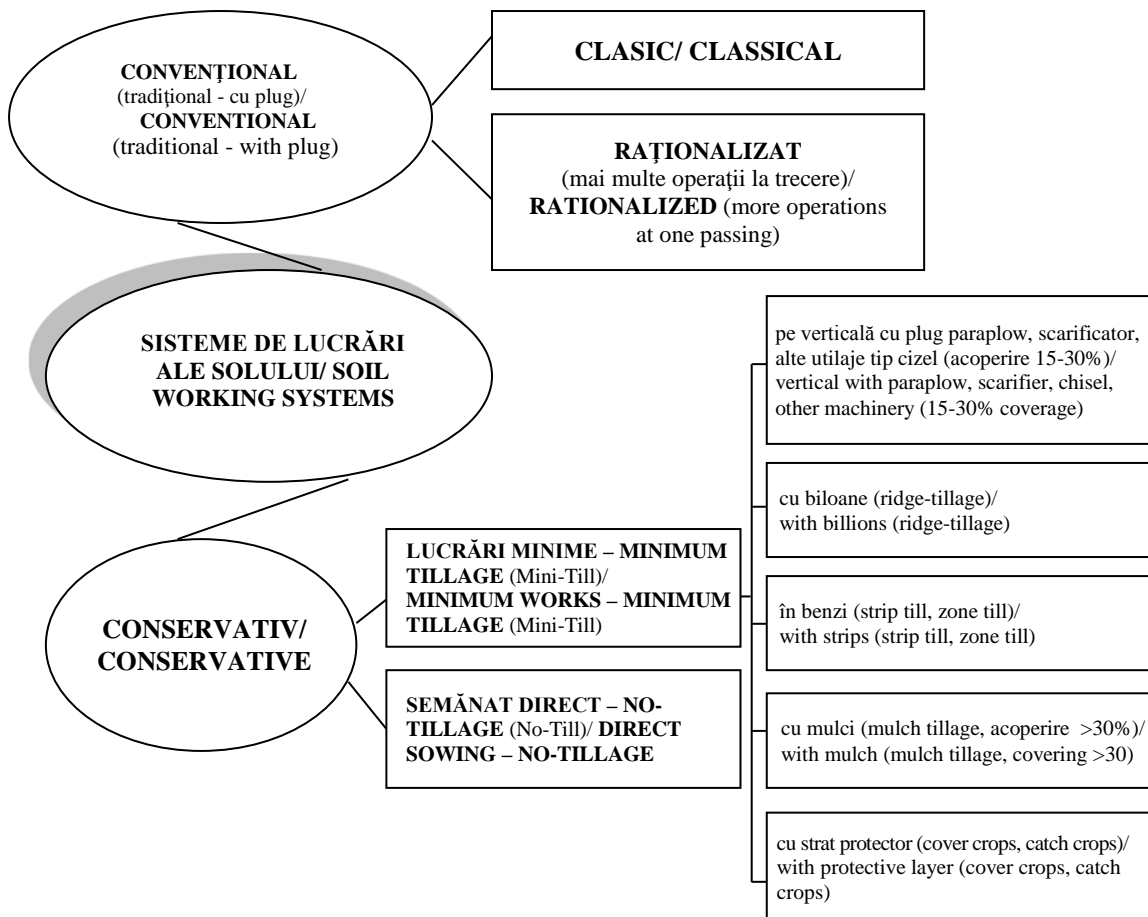 CONVENŢIONAL
(tradiţional - cu plug)/
CONVENTIONAL
(traditional - with plug)
CLASIC/ CLASSICAL
RAŢIONALIZAT
(mai multe operaţii la trecere)/
RATIONALIZED (more operations
at one passing)
SISTEME DE LUCRĂRI
ALE SOLULUI/ SOIL
WORKING SYSTEMS
CONSERVATIV/
CONSERVATIVE
LUCRĂRI MINIME – MINIMUM
TILLAGE (Mini-Till)/
MINIMUM WORKS – MINIMUM
TILLAGE (Mini-Till)
SEMĂNAT DIRECT – NO-
TILLAGE (No-Till)/ DIRECT
SOWING – NO-TILLAGE
pe verticală cu plug paraplow, scarificator,
alte utilaje tip cizel (acoperire 15-30%)/
vertical with paraplow, scarifier, chisel,
other machinery (15-30% coverage)
cu biloane (ridge-tillage)/
with billions (ridge-tillage)
în benzi (strip till, zone till)/
with strips (strip till, zone till)
cu mulci (mulch tillage, acoperire >30%)/
with mulch (mulch tillage, covering >30)
cu strat protector (cover crops, catch crops)/
with protective layer (cover crops, catch
crops)